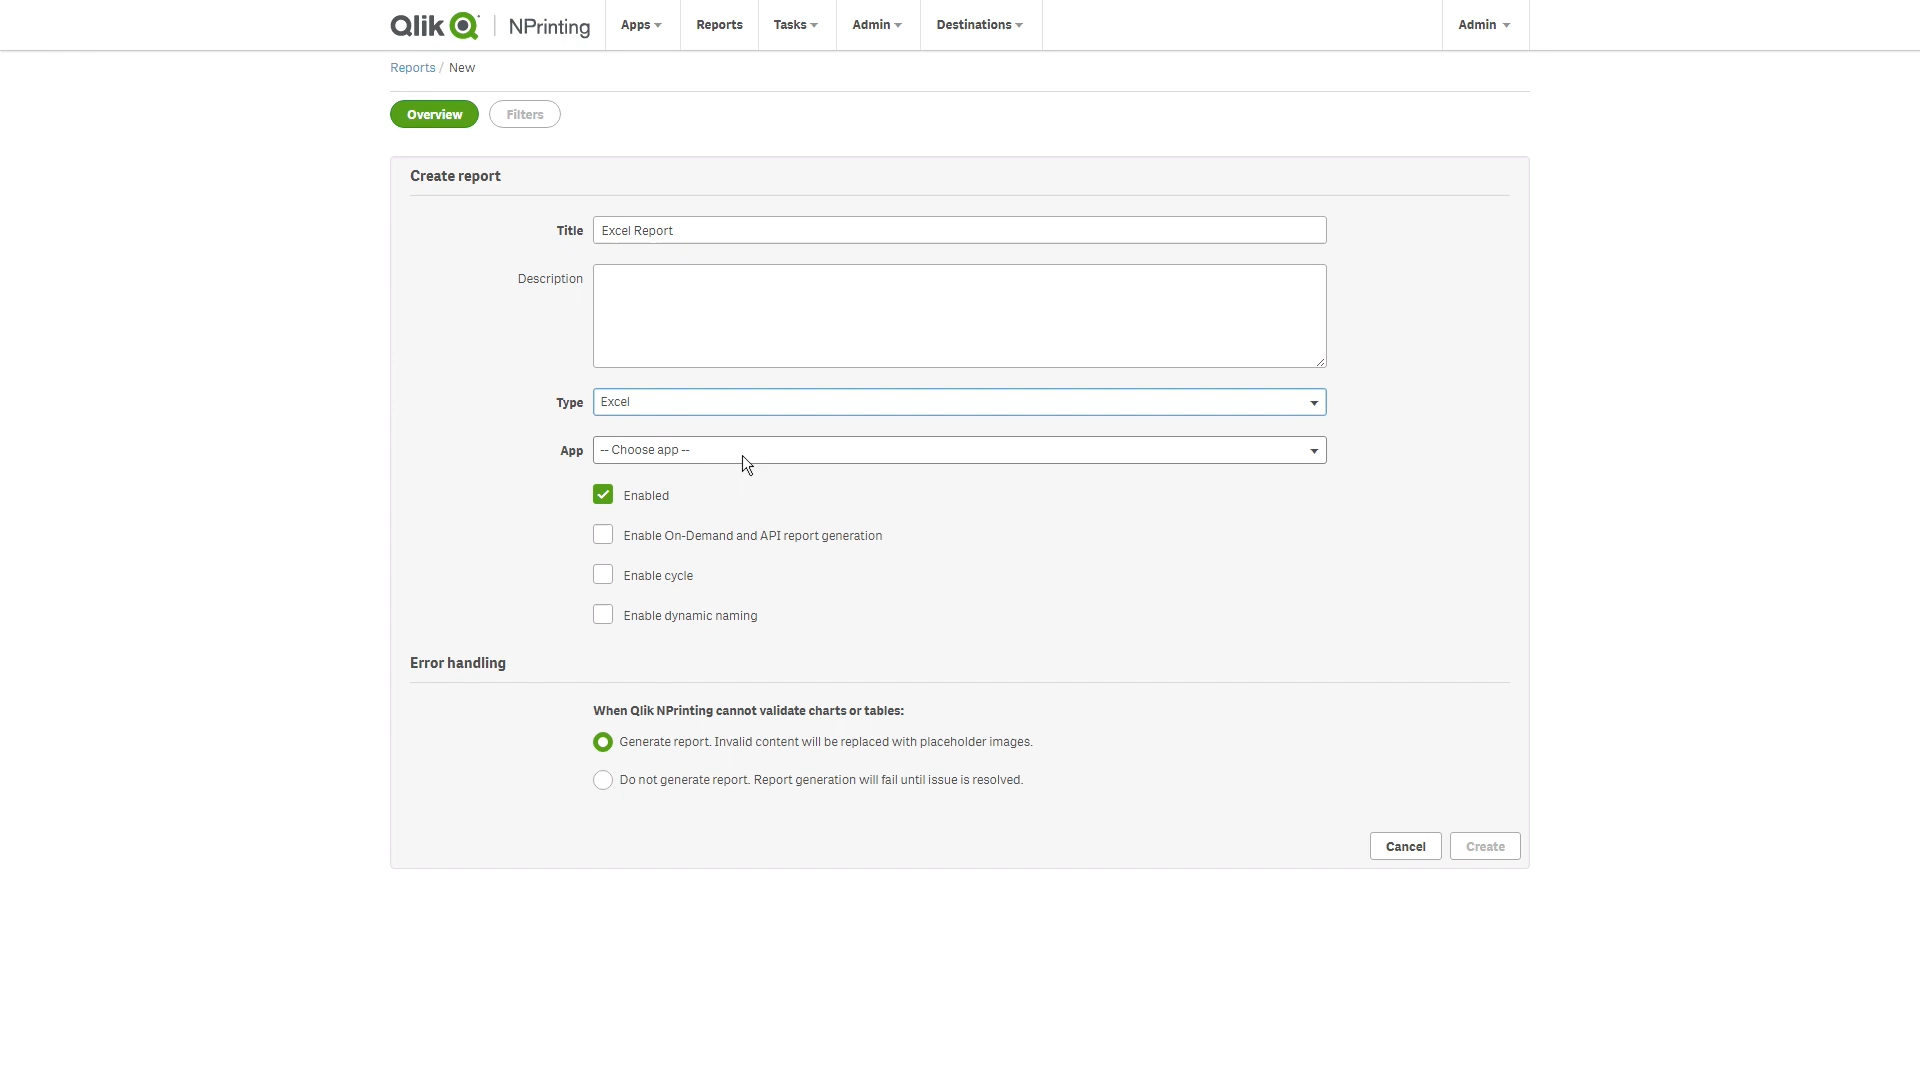 Qlik NPrinting Apps Reports Tasks Admin Destinations Admin
Reports / New
Overview Filters
Create report
Title Excel Report
Description
Type Excel
App -- Choose app --
Enabled
Enable On-Demand and API report generation
Enable cycle
Enable dynamic naming
Error handling
When Qlik NPrinting cannot validate charts or tables:
Generate report. Invalid content will be replaced with placeholder images.
Do not generate report. Report generation will fail until issue is resolved.
Cancel Create